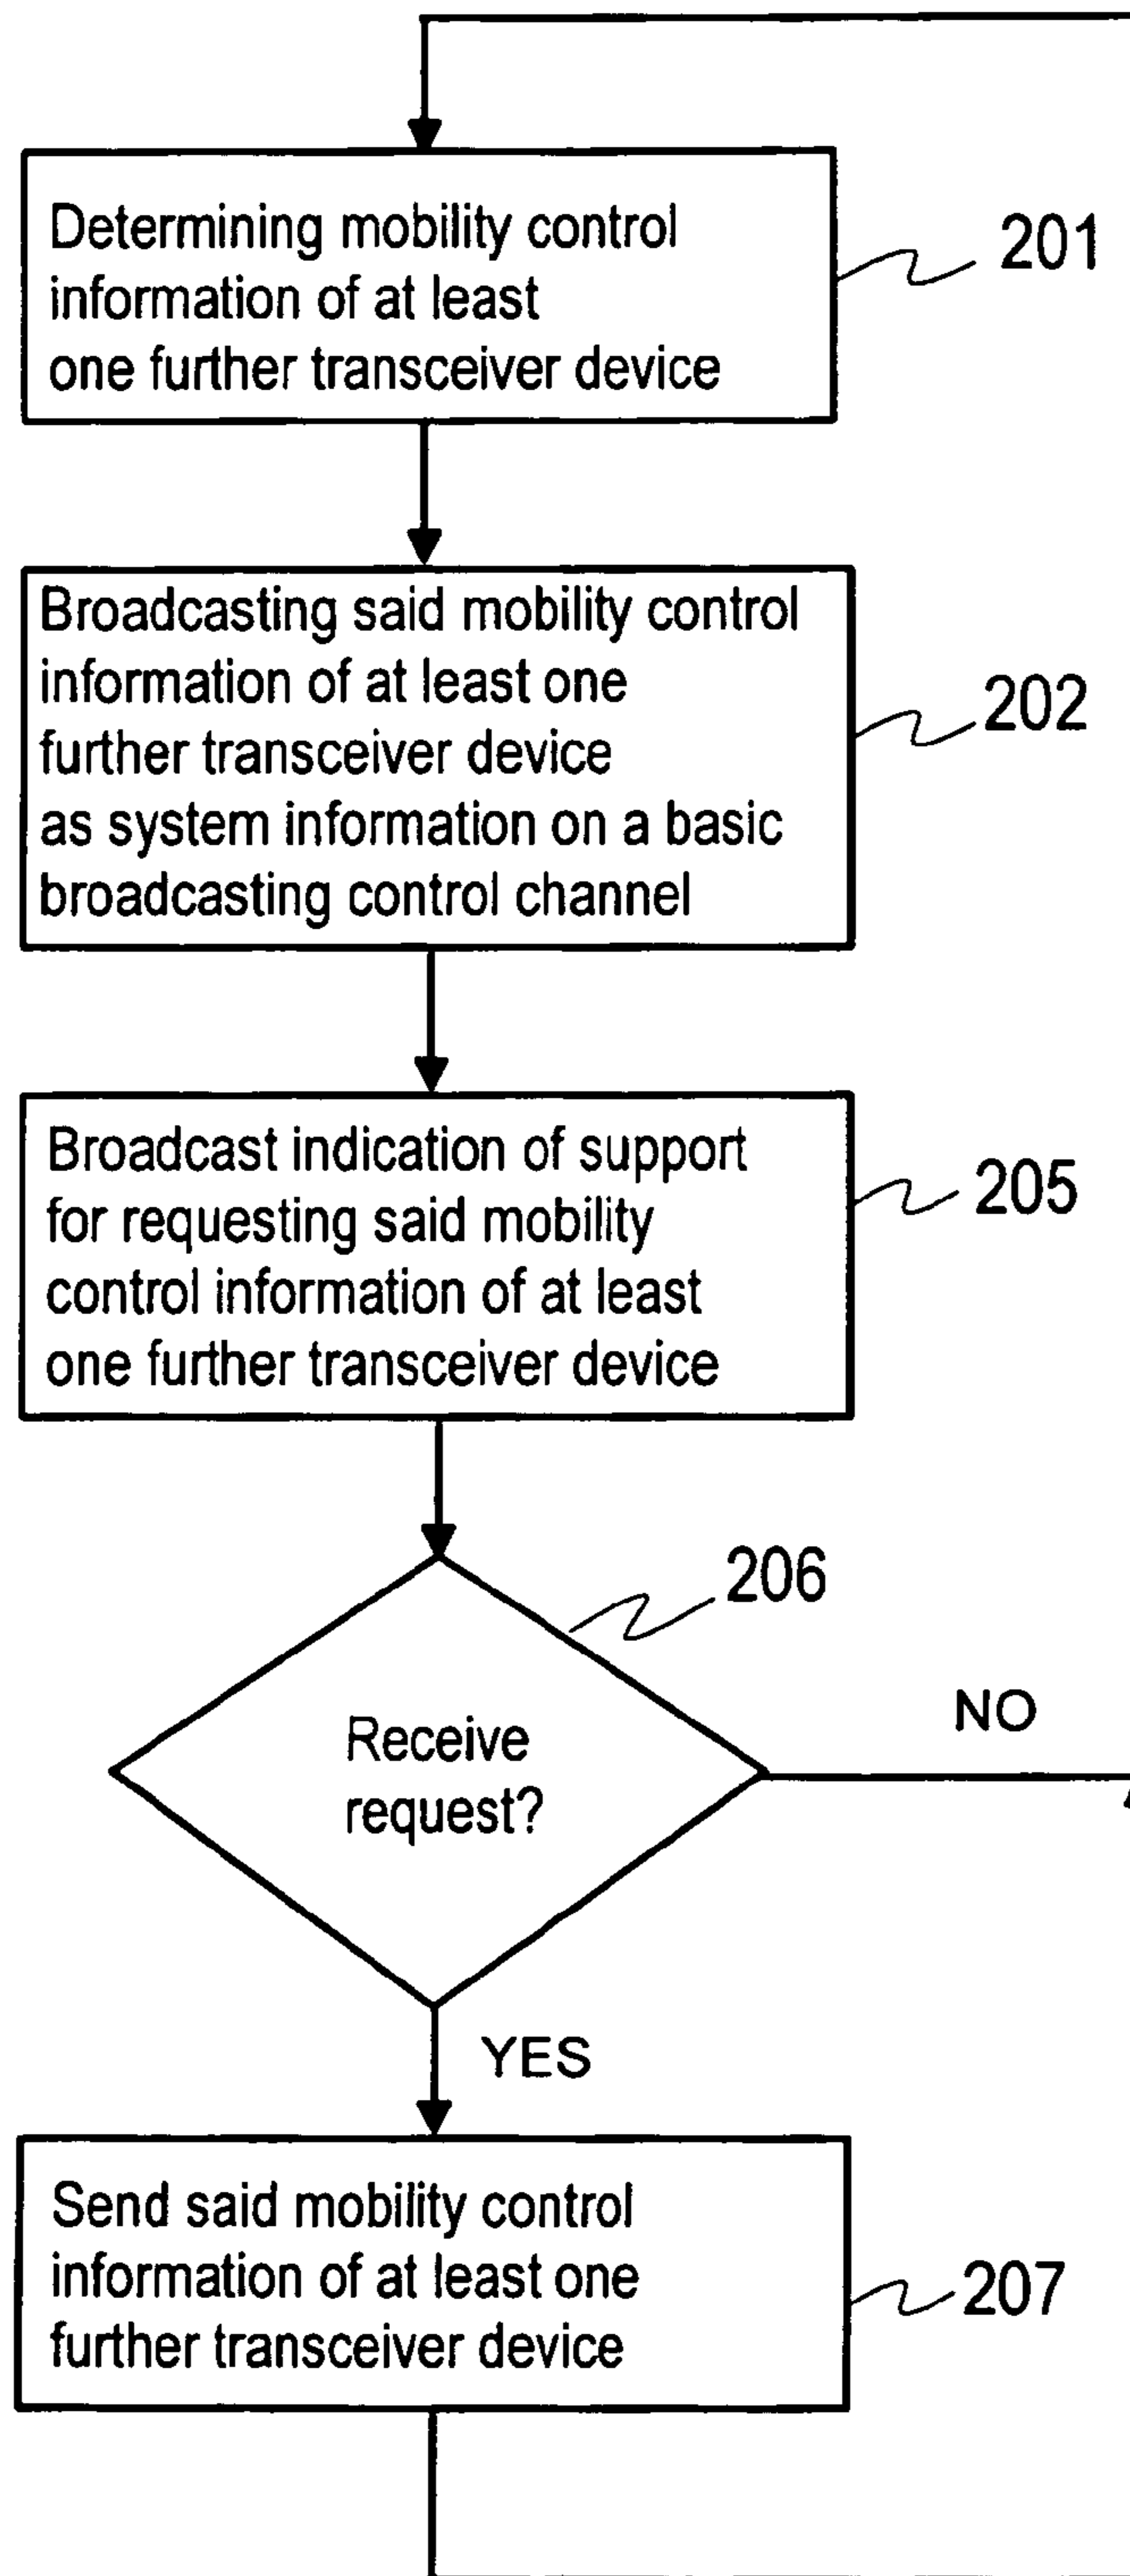 Determining mobility control
information of at least
one further transceiver device
201
Broadcasting said mobility control
information of at least one
further transceiver device
as system information on a basic
broadcasting control channel
202
Broadcast indication of support
for requesting said mobility
control information of at least
one further transceiver device
205
206
Receive
request?
NO
YES
Send said mobility control
information of at least one
further transceiver device
207